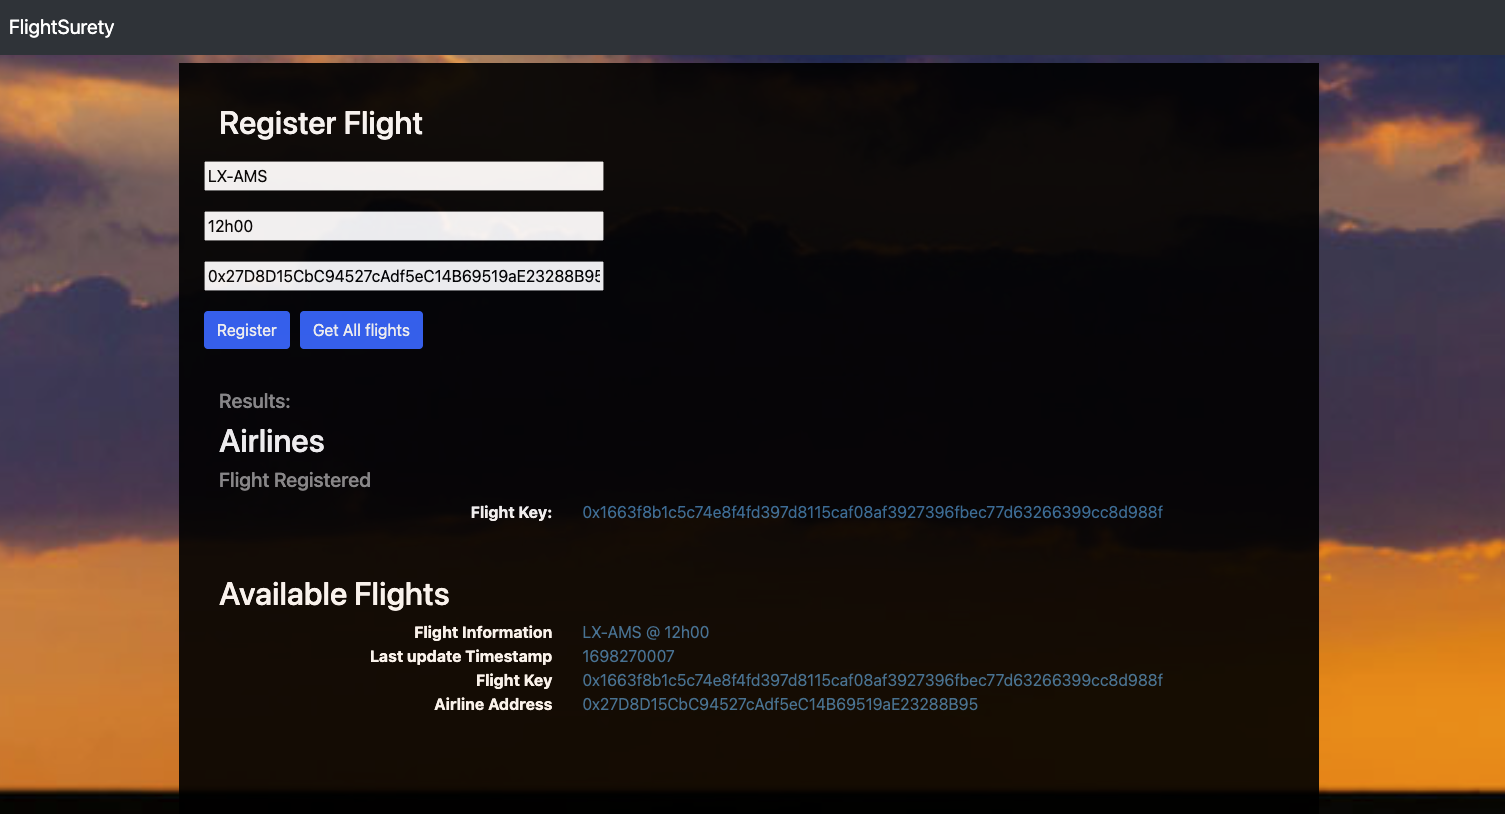 FlightSurety
Register Flight
LX-AMS
12h00
0x27D8D15CbC94527cAdf5eC14B69519aE23288B95
Register Get All flights
Results:
Airlines
Flight Registered
Flight Key: 0x1663f8b1c5c74e8f4fd397d8115caf08af3927396fbec77d63266399cc8d988f
Available Flights
Flight Information LX-AMS @ 12h00
Last update Timestamp 1698270007
Flight Key 0x1663f8b1c5c74e8f4fd397d8115caf08af3927396fbec77d63266399cc8d988f
Airline Address 0x27D8D15CbC94527cAdf5eC14B69519aE23288B95